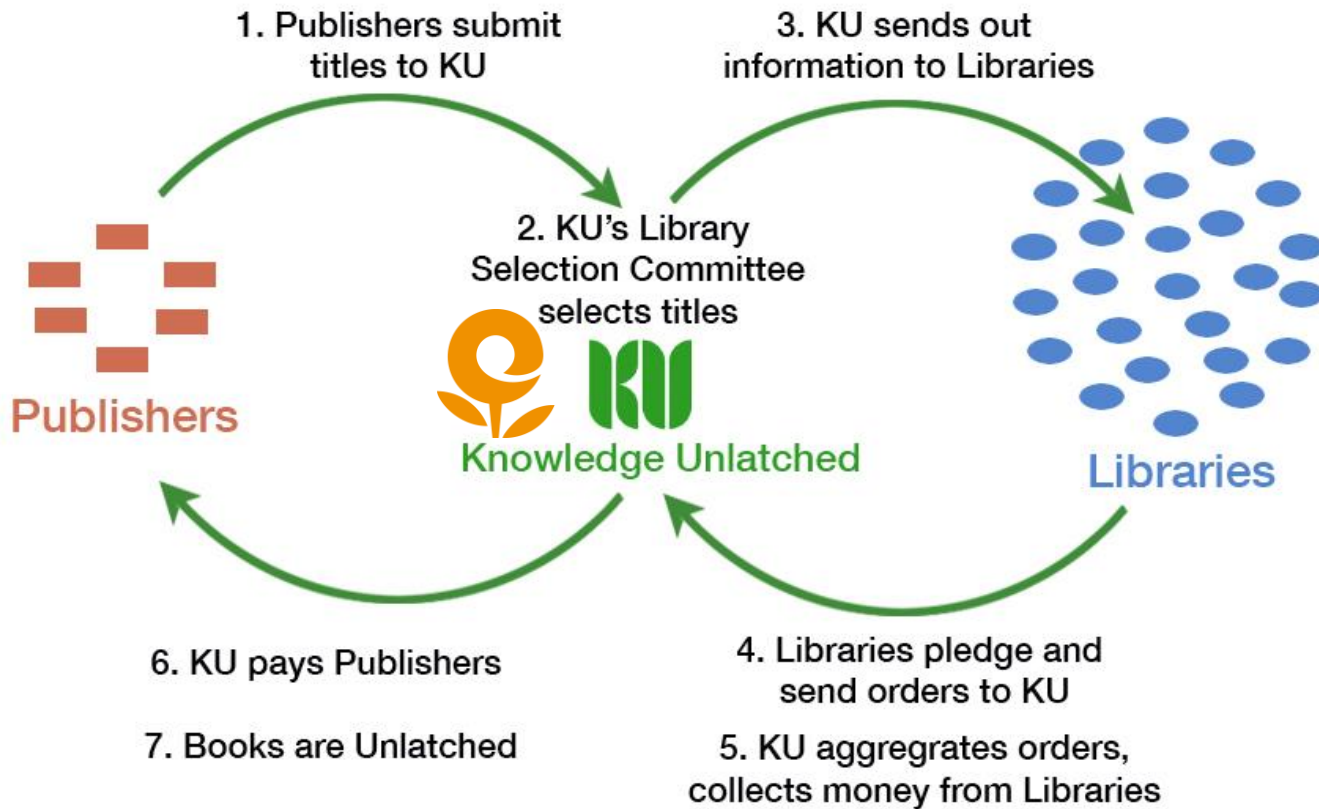 1. Publishers submit
titles to KU
3. KU sends out
information to Libraries
2. KU’s Library
Selection Committee
selects titles
KU
Knowledge Unlatched
Publishers
Libraries
6. KU pays Publishers
7. Books are Unlatched
4. Libraries pledge and
send orders to KU
5. KU aggregrates orders,
collects money from Libraries